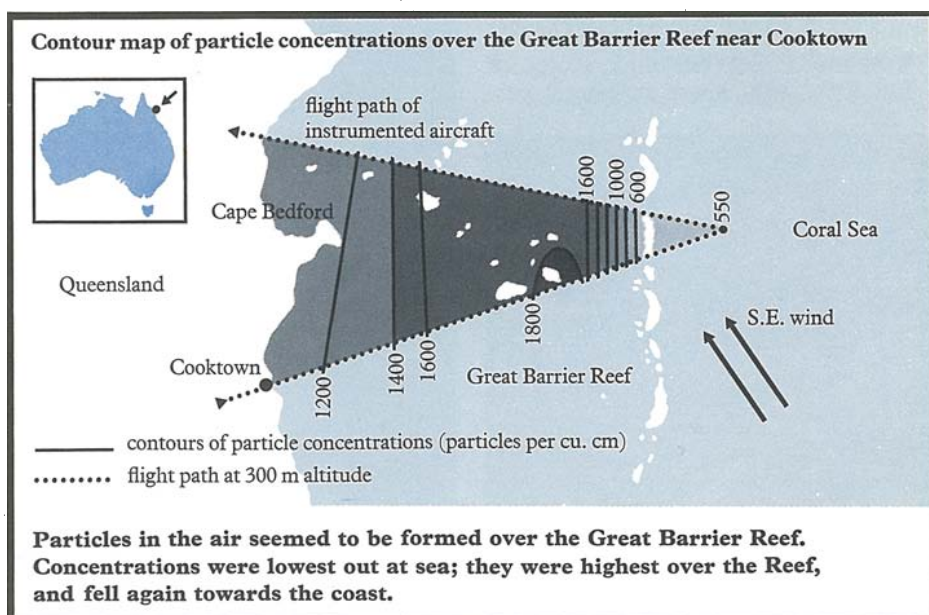 Contour map of particle concentrations over the Great Barrier Reef near Cooktown
flight path of
instrumented aircraft
Cape Bedford
Queensland
Cooktown
1600
1000
600
550
Coral Sea
S.E. wind
1200
1400
1600
1800
Great Barrier Reef
contours of particle concentrations (particles per cu. cm)
flight path at 300 m altitude
Particles in the air seemed to be formed over the Great Barrier Reef.
Concentrations were lowest out at sea; they were highest over the Reef,
and fell again towards the coast.